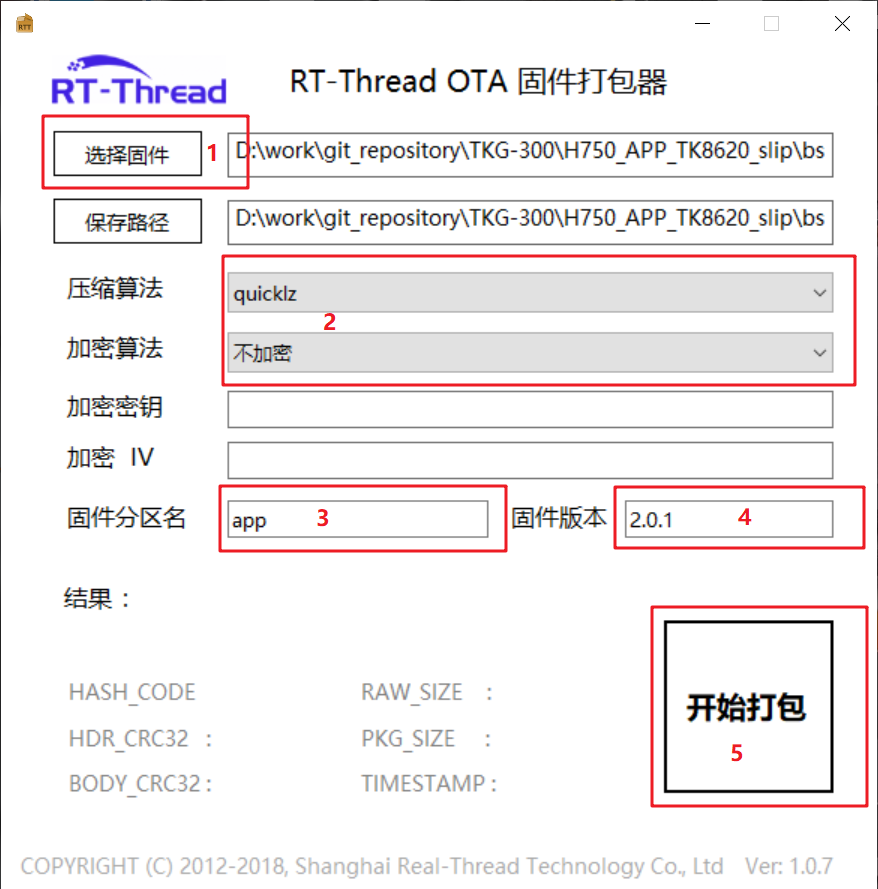 RTT
RT-Thread
RT-Thread OTA 固件打包器
选择固件 1 D:\work\git_repository\TKG-300\H750_APP_TK8620_slip\bs
保存路径 D:\work\git_repository\TKG-300\H750_APP_TK8620_slip\bs
压缩算法 quicklz
2
加密算法 不加密
加密密钥
加密 IV
固件分区名 app 3 固件版本 2.0.1 4
结果：
HASH_CODE RAW_SIZE :
HDR_CRC32 : PKG_SIZE :
BODY_CRC32 : TIMESTAMP :
开始打包
5
COPYRIGHT (C) 2012-2018, Shanghai Real-Thread Technology Co., Ltd Ver: 1.0.7